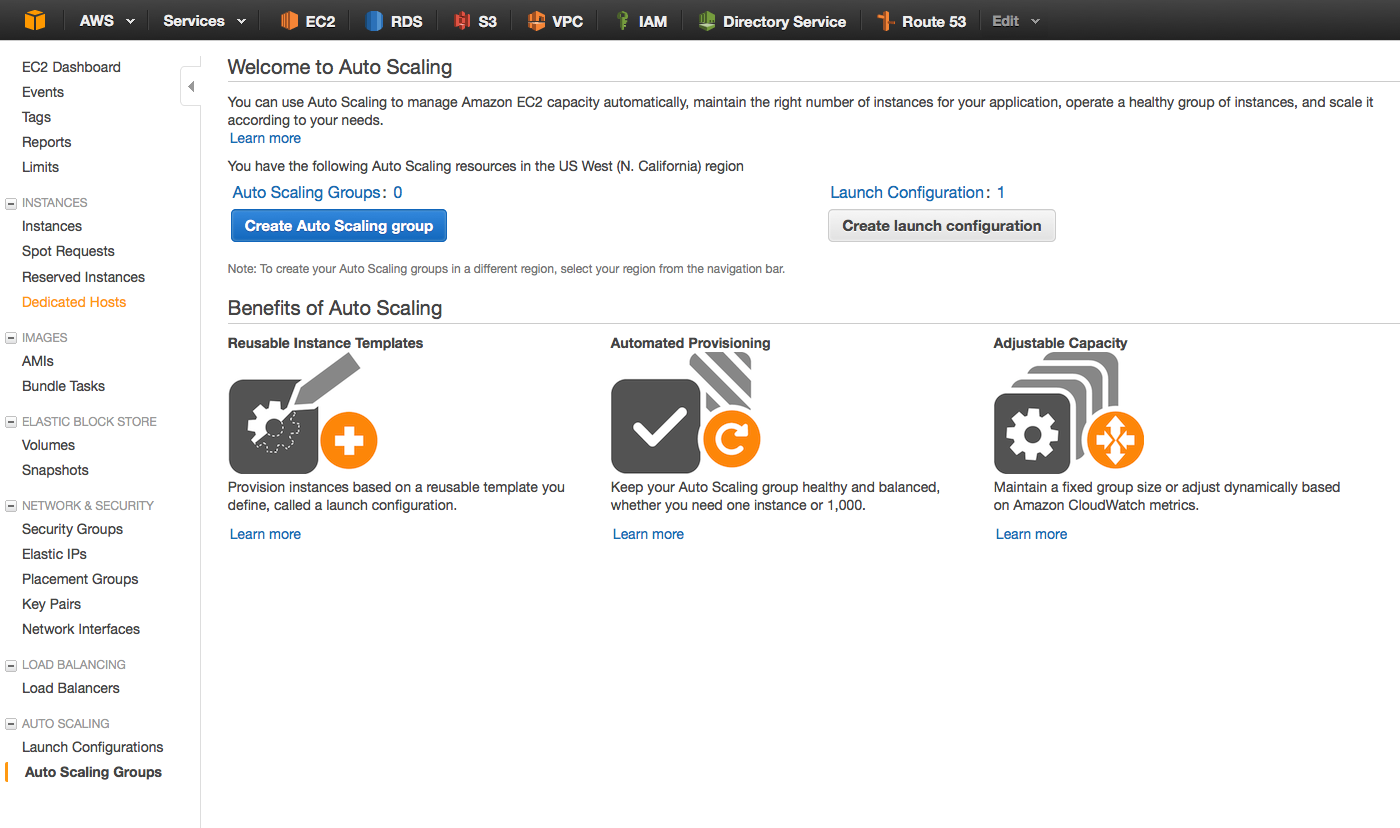 AWS Services EC2 RDS S3 VPC IAM Directory Service Route 53 Edit
EC2 Dashboard
Events
Tags
Reports
Limits
INSTANCES
Instances
Spot Requests
Reserved Instances
Dedicated Hosts
IMAGES
AMIs
Bundle Tasks
ELASTIC BLOCK STORE
Volumes
Snapshots
NETWORK & SECURITY
Security Groups
Elastic IPs
Placement Groups
Key Pairs
Network Interfaces
LOAD BALANCING
Load Balancers
AUTO SCALING
Launch Configurations
Auto Scaling Groups
Welcome to Auto Scaling
You can use Auto Scaling to manage Amazon EC2 capacity automatically, maintain the right number of instances for your application, operate a healthy group of instances, and scale it
according to your needs.
Learn more
You have the following Auto Scaling resources in the US West (N. California) region
Auto Scaling Groups: 0
Create Auto Scaling group
Launch Configuration: 1
Create launch configuration
Note: To create your Auto Scaling groups in a different region, select your region from the navigation bar.
Benefits of Auto Scaling
Reusable Instance Templates
Provision instances based on a reusable template you
define, called a launch configuration.
Learn more
Automated Provisioning
Keep your Auto Scaling group healthy and balanced,
whether you need one instance or 1,000.
Learn more
Adjustable Capacity
Maintain a fixed group size or adjust dynamically based
on Amazon CloudWatch metrics.
Learn more